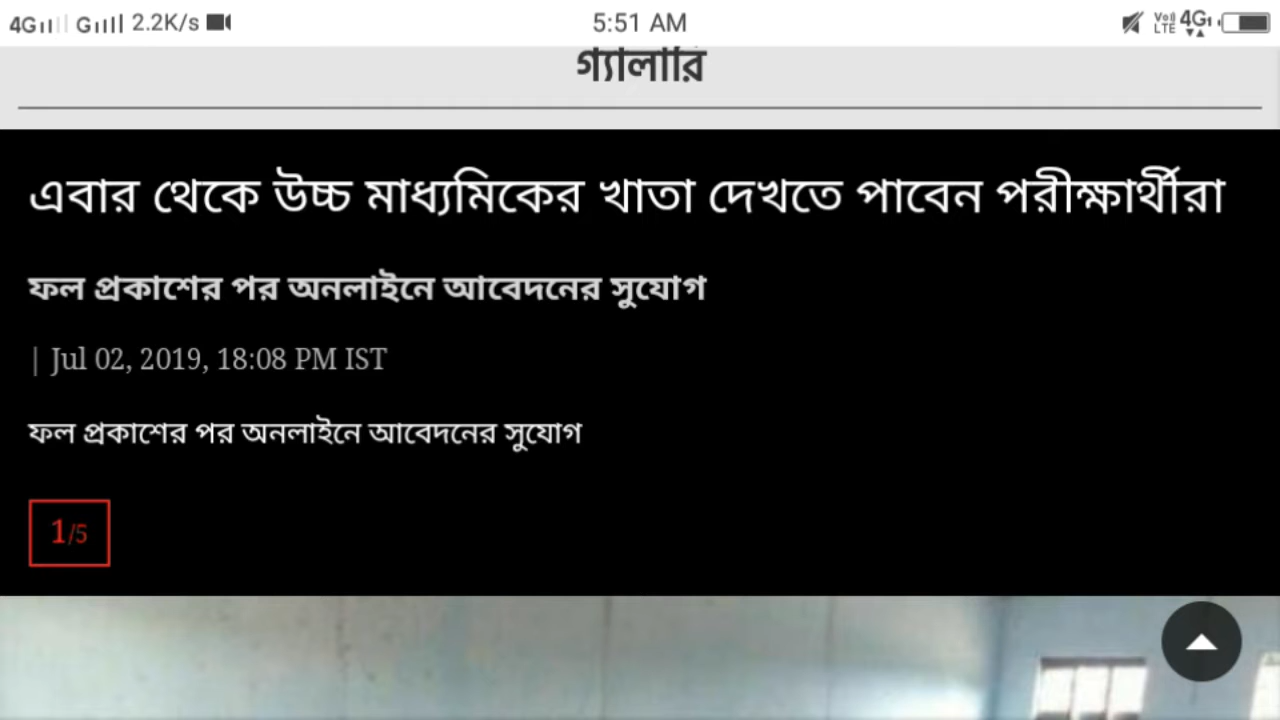 4G G 2.2K/s 5:51 AM VoLTE 4G
গ্যালারি
এবার থেকে উচ্চ মাধ্যমিকের খাতা দেখতে পাবেন পরীক্ষার্থীরা
ফল প্রকাশের পর অনলাইনে আবেদনের সুযোগ
| Jul 02, 2019, 18:08 PM IST
ফল প্রকাশের পর অনলাইনে আবেদনের সুযোগ
1/5